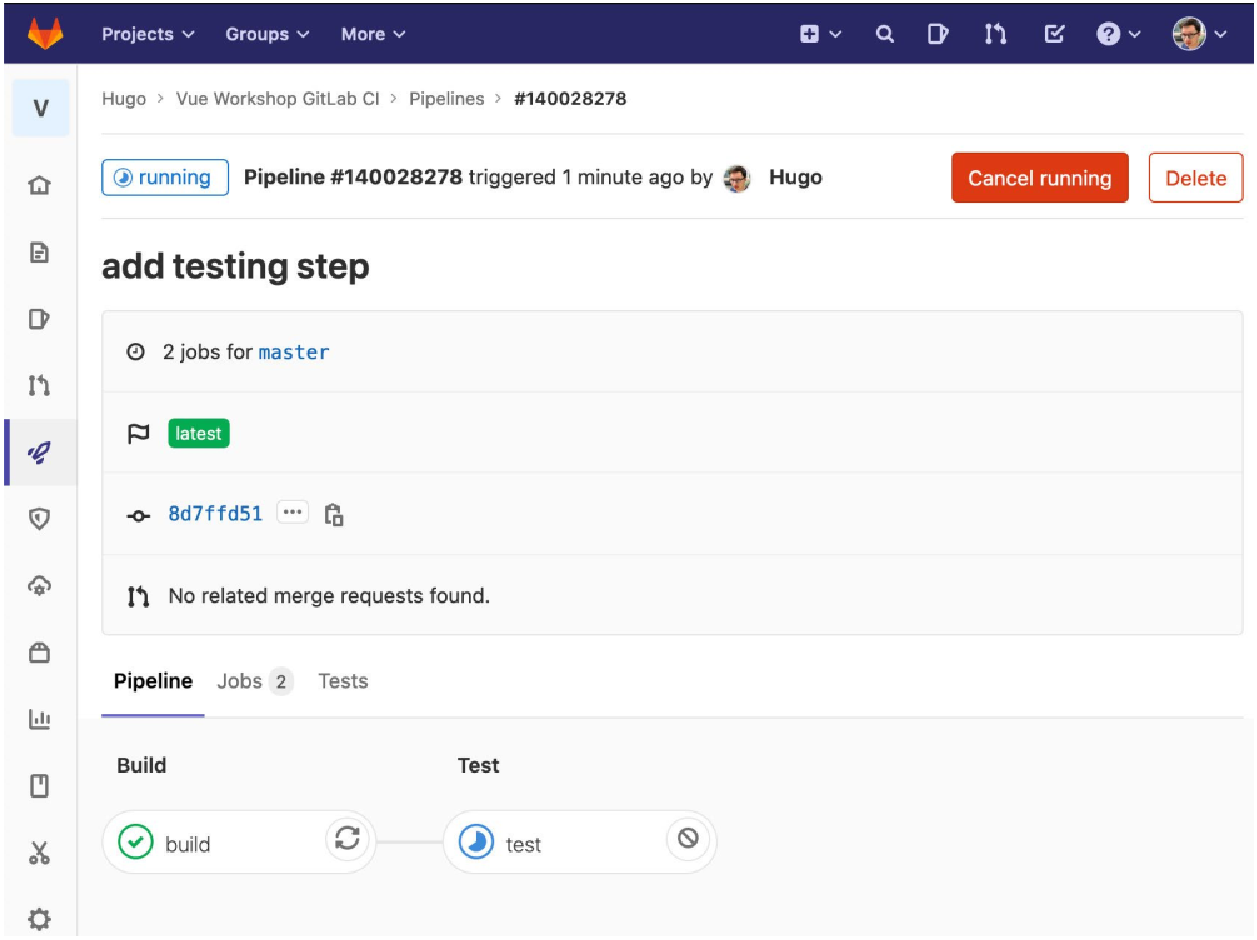 Projects Groups More
V
Hugo > Vue Workshop GitLab CI > Pipelines > #140028278
running Pipeline #140028278 triggered 1 minute ago by Hugo Cancel running Delete
add testing step
2 jobs for master
latest
8d7ffd51 ...
No related merge requests found.
Pipeline Jobs 2 Tests
Build Test
build test